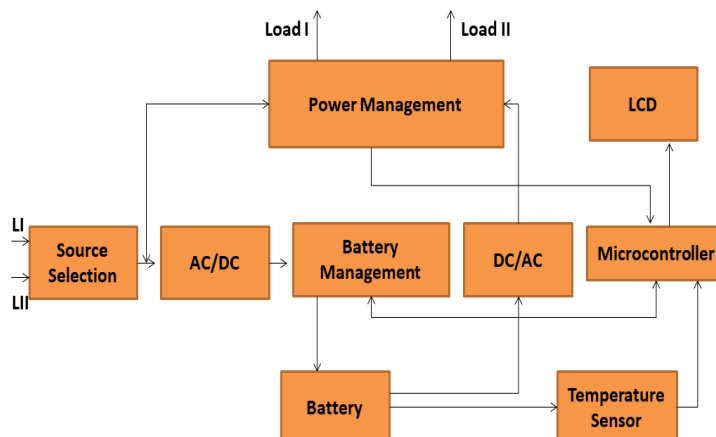 Load I
Load II
Power Management
LCD
LI
Source
Selection
LII
AC/DC
Battery
Management
DC/AC
Microcontroller
Battery
Temperature
Sensor